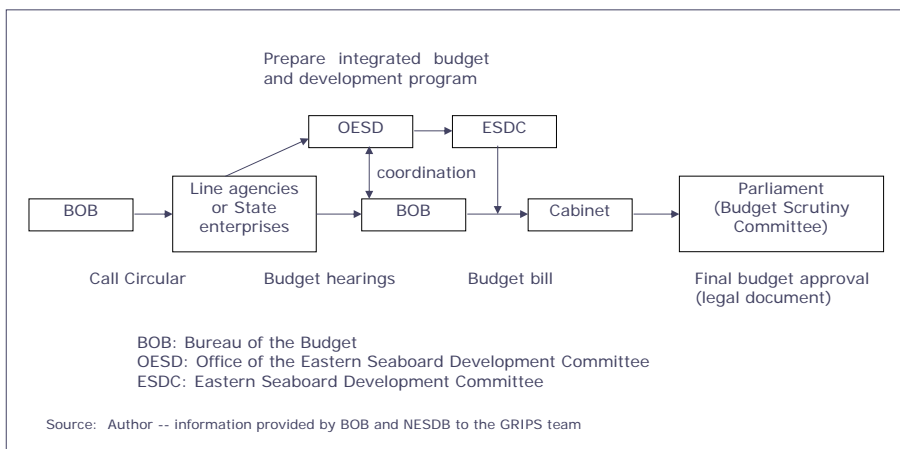 Prepare integrated budget
and development program
OESD
ESDC
coordination
BOB
Line agencies
or State
enterprises
BOB
Cabinet
Parliament
(Budget Scrutiny
Committee)
Call Circular
Budget hearings
Budget bill
Final budget approval
(legal document)
BOB: Bureau of the Budget
OESD: Office of the Eastern Seaboard Development Committee
ESDC: Eastern Seaboard Development Committee
Source: Author -- information provided by BOB and NESDB to the GRIPS team